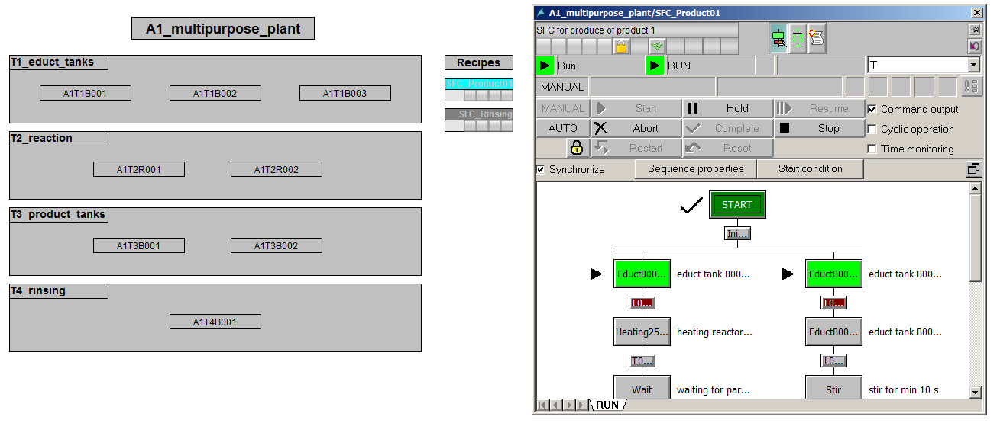 A1_multipurpose_plant
T1_educt_tanks
A1T1B001 A1T1B002 A1T1B003
T2_reaction
A1T2R001 A1T2R002
T3_product_tanks
A1T3B001 A1T3B002
T4_rinsing
A1T4B001
Recipes
SFC_Product01
SFC_Rinsing
A1_multipurpose_plant/SFC_Product01
SFC for produce of product 1
Run RUN T
MANUAL
MANUAL Start Hold Resume Command output
AUTO Abort Complete Stop Cyclic operation
Restart Reset Time monitoring
Synchronize Sequence properties Start condition
START
Ini...
EductB00... educt tank B00... EductB00... educt tank B00...
L0... L0...
Heating25... heating reactor... EductB00... educt tank B00...
T0... L0...
Wait waiting for par... Stir stir for min 10 s
RUN